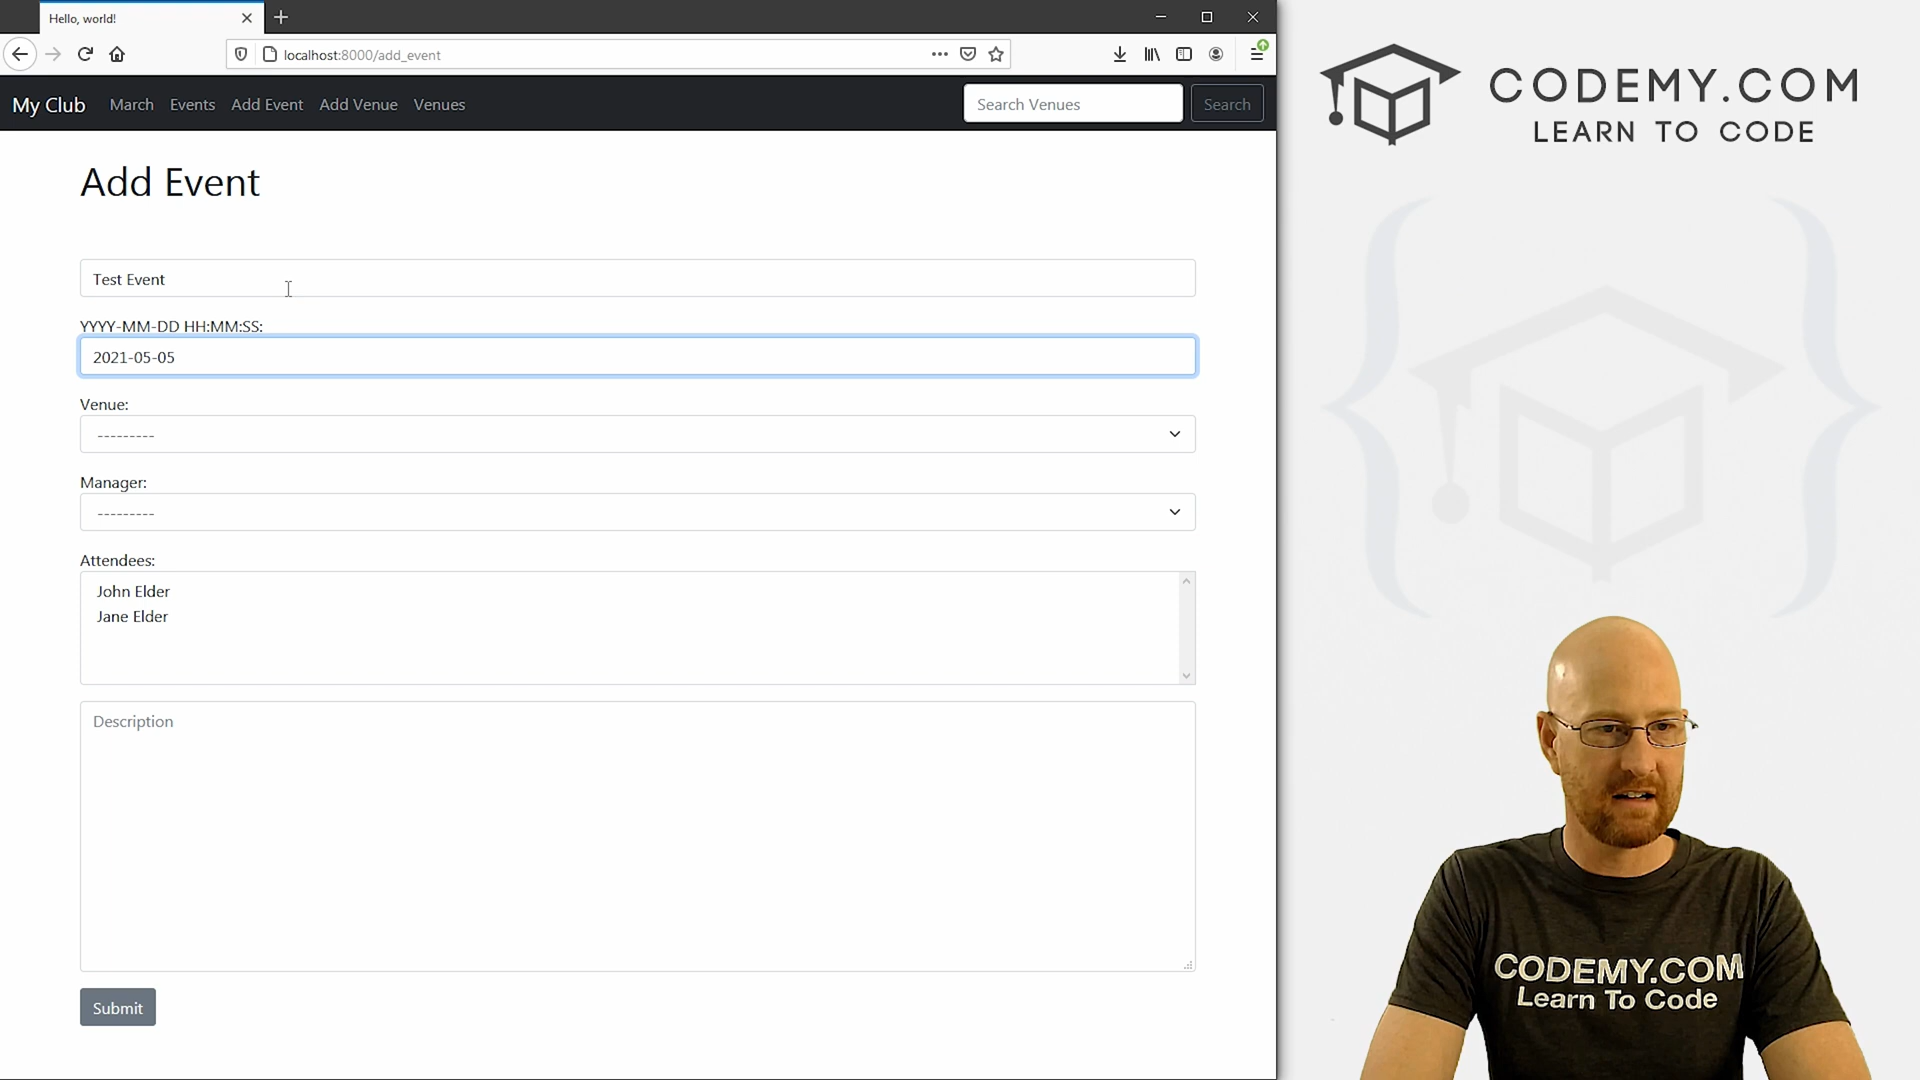 Hello, world!
localhost:8000/add_event
My Club March Events Add Event Add Venue Venues Search Venues Search
Add Event
Test Event
YYYY-MM-DD HH:MM:SS:
2021-05-05
Venue:
---------
Manager:
---------
Attendees:
John Elder
Jane Elder
Description
Submit
CODEMY.COM
LEARN TO CODE
CODEMY.COM
Learn To Code